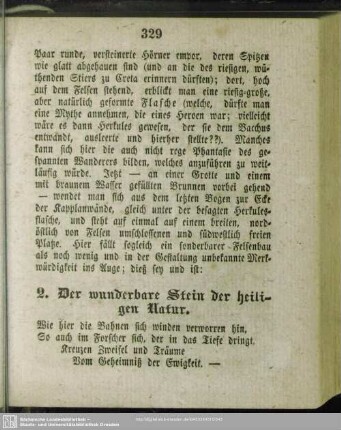 329
Paar runde, versteinerte Hörner empor, deren Spitzen
wie glatt abgehauen sind (und an die des riesigen, wü-
thenden Stiers zu Creta erinnern dürften); dort, hoch
auf dem Felsen stehend, erblikt man eine riesig-große,
aber natürlich geformte Flasche (welche, dürfte man
eine Mythe annehmen, die eines Heroen war; vielleicht
wäre es dann Herkules gewesen, der sie dem Bacchus
entwandt, ausleerte und hierher stellte??). Manches
kann sich hier die auch nicht rege Phantasie des ge-
spannten Wanderers bilden, welches anzuführen zu weit-
läufig würde. Jetzt — an einer Grotte und einem
mit braunem Wasser gefüllten Brunnen vorbei gehend
— wendet man sich aus dem letzten Bogen zur Ecke
der Kapplanwände, gleich unter der besagten Herkules-
flasche, und steht auf einmal auf einem breiten, nord-
östlich von Felsen umschlossenen und südwestlich freien
Platze. Hier fällt sogleich ein sonderbarer Felsenbau
als noch wenig und in der Gestaltung unbekannte Merk-
würdigkeit ins Auge; dieß sey und ist:
2. Der wunderbare Stein der heili-
gen Natur.
Wie hier die Bahnen sich winden verworren hin,
So auch im Forscher sich, der in das Tiefe dringt,
Kreuzen Zweifel und Träume
Vom Geheimniß der Ewigkeit. —
Sächsische Landesbibliothek -
Staats- und Universitätsbibliothek Dresden